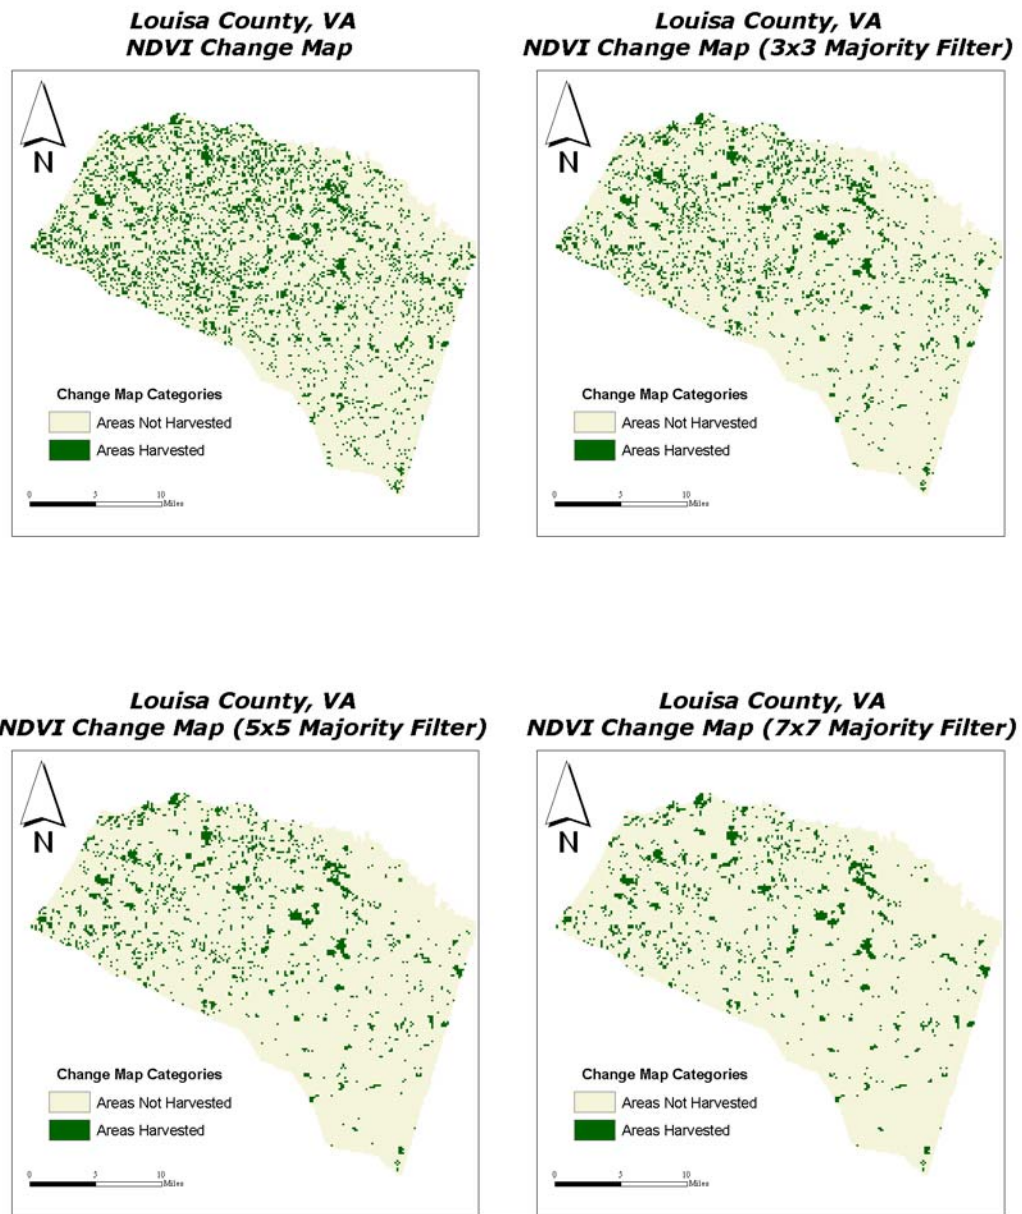 Louisa County, VA
NDVI Change Map
N
Change Map Categories
Areas Not Harvested
Areas Harvested
0 5 10
Miles
Louisa County, VA
NDVI Change Map (3x3 Majority Filter)
N
Change Map Categories
Areas Not Harvested
Areas Harvested
0 5 10
Miles
Louisa County, VA
NDVI Change Map (5x5 Majority Filter)
N
Change Map Categories
Areas Not Harvested
Areas Harvested
0 5 10
Miles
Louisa County, VA
NDVI Change Map (7x7 Majority Filter)
N
Change Map Categories
Areas Not Harvested
Areas Harvested
0 5 10
Miles